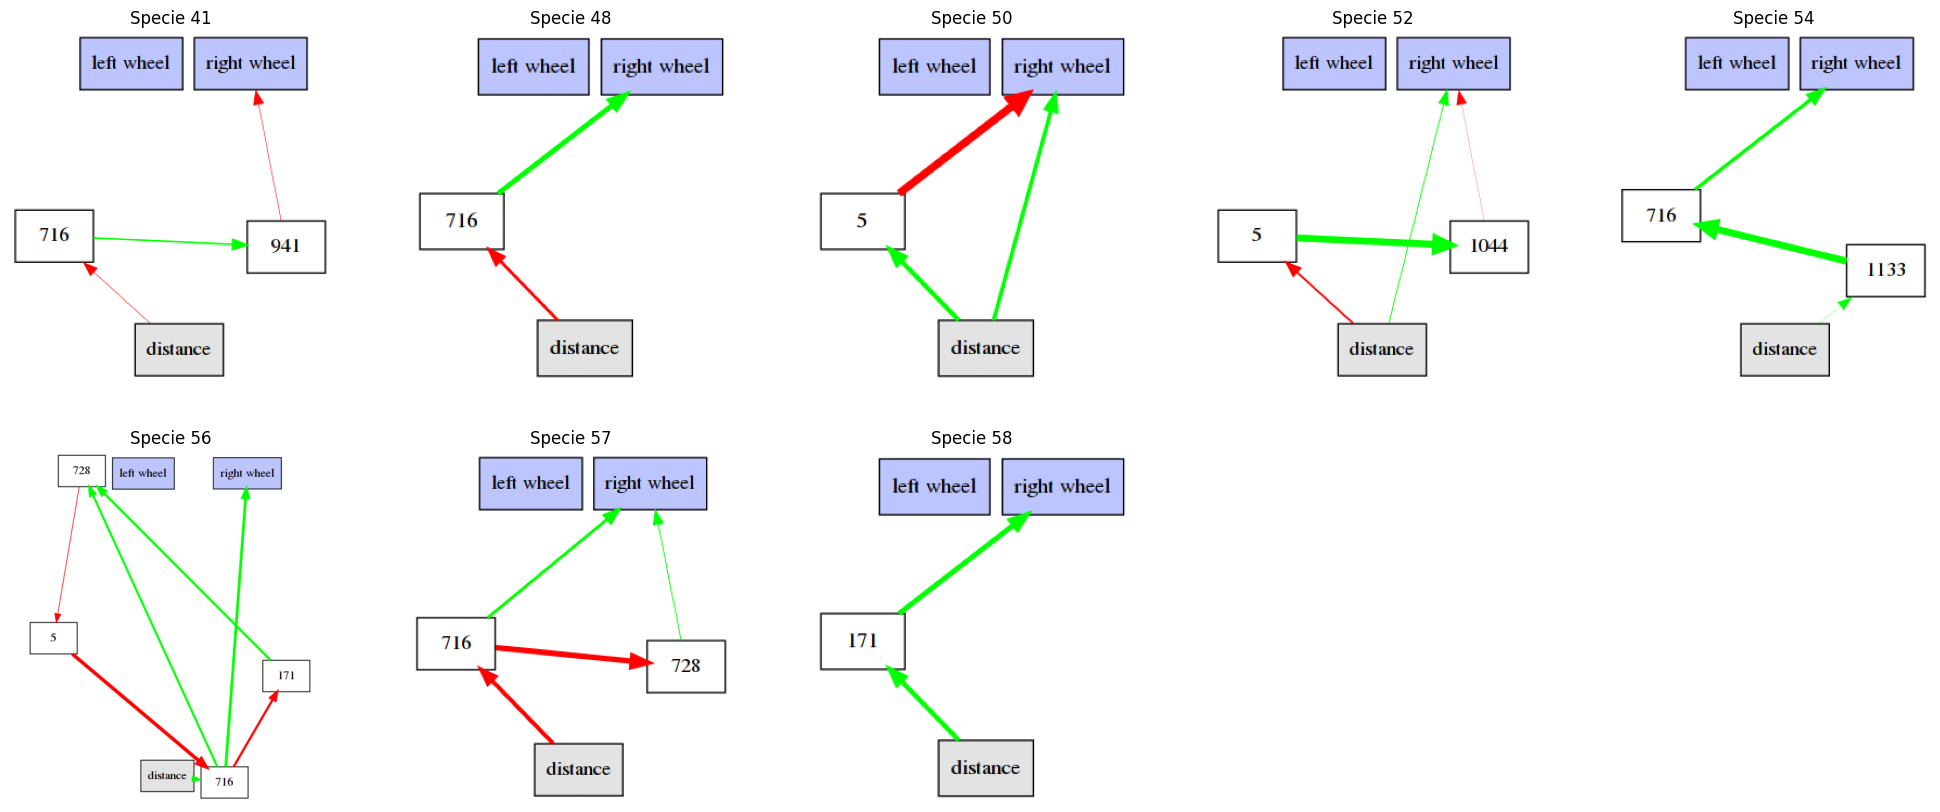 Specie 41
left wheel
right wheel
716
941
distance
Specie 48
left wheel
right wheel
716
distance
Specie 50
left wheel
right wheel
5
distance
Specie 52
left wheel
right wheel
5
1044
distance
Specie 54
left wheel
right wheel
716
1133
distance
Specie 56
728
left wheel
right wheel
5
171
distance
716
Specie 57
left wheel
right wheel
716
728
distance
Specie 58
left wheel
right wheel
171
distance